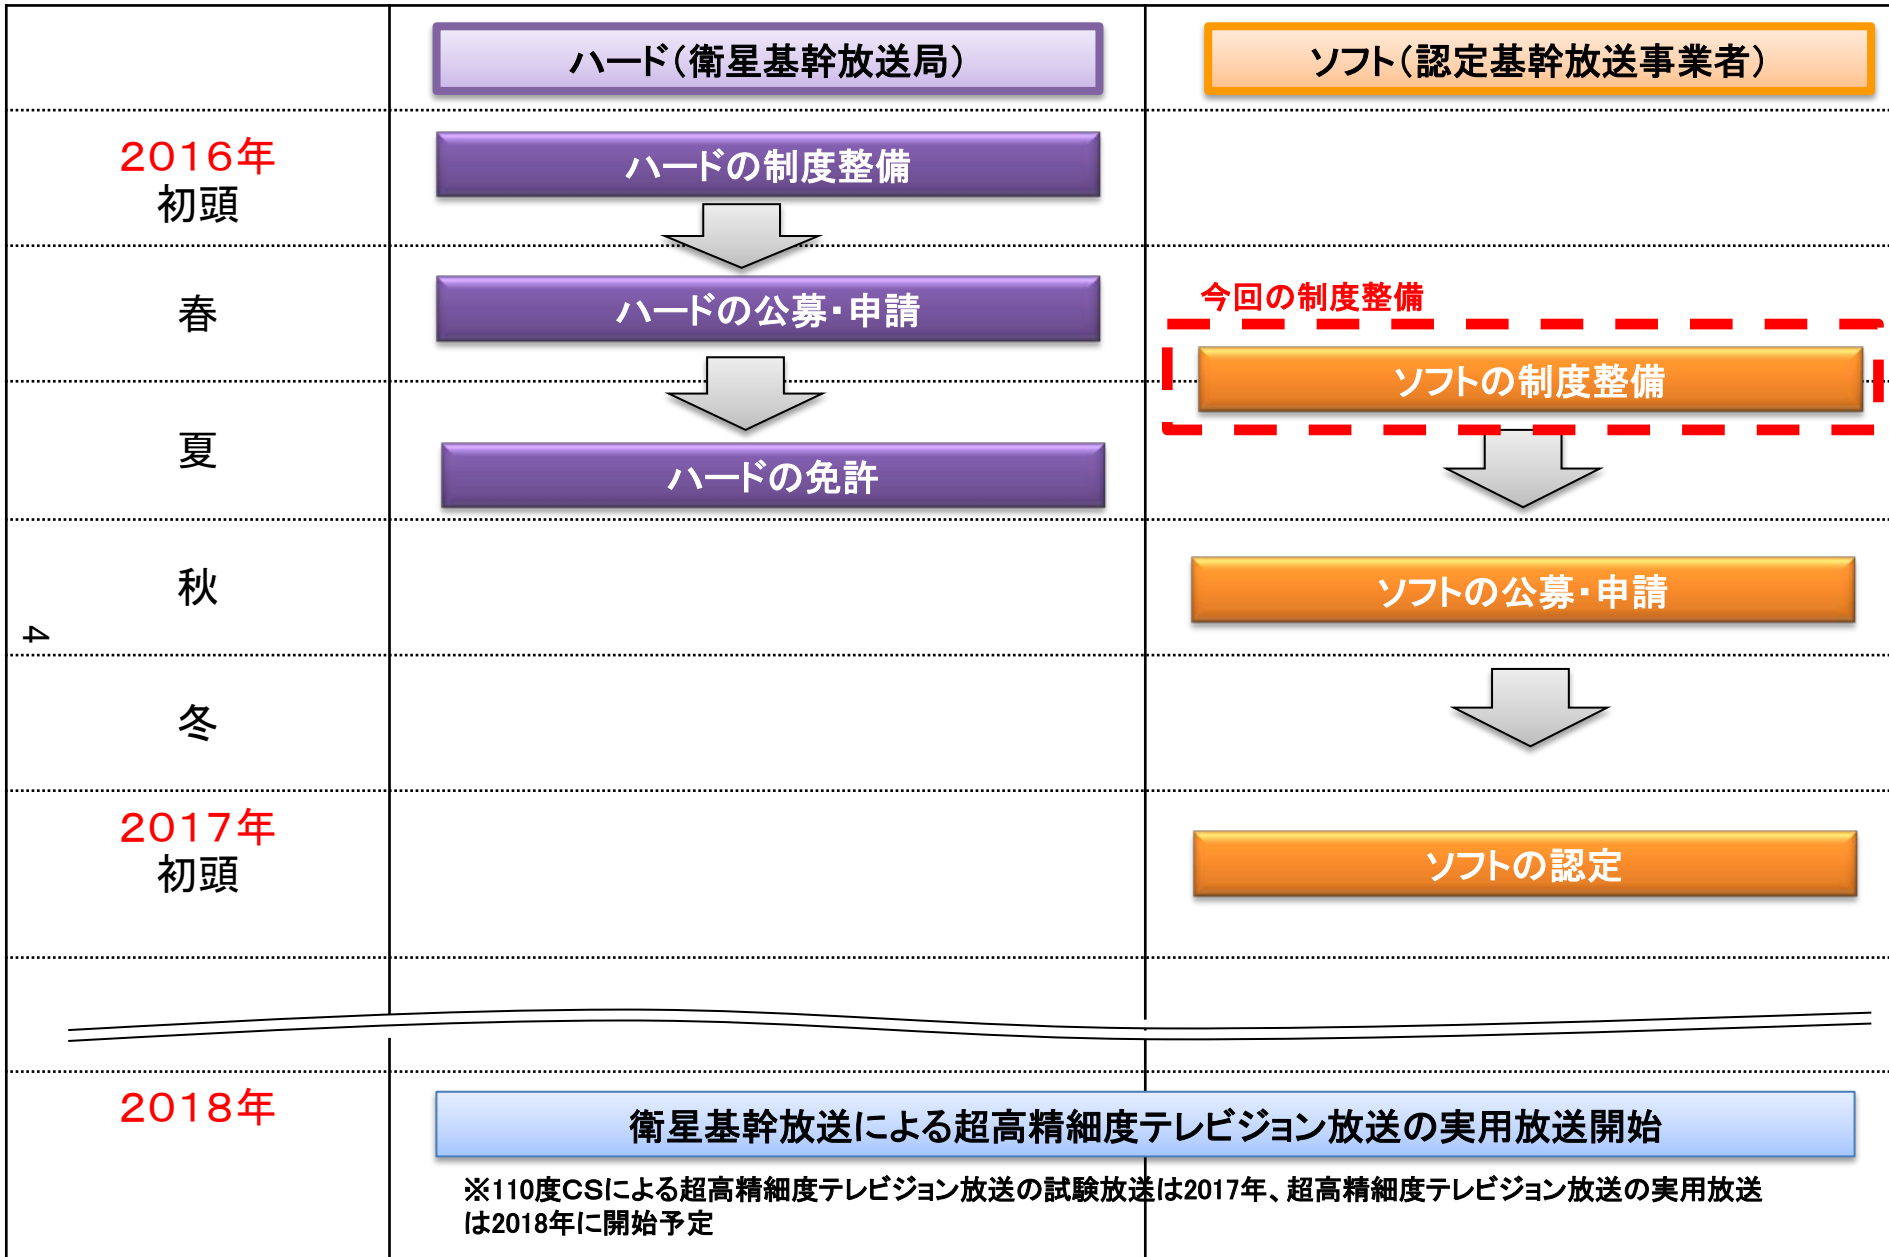 ハード（衛星基幹放送局）
ソフト（認定基幹放送事業者）
２０１６年
初頭
ハードの制度整備
春
ハードの公募・申請
今回の制度整備
ソフトの制度整備
夏
ハードの免許
秋
ソフトの公募・申請
4
冬
２０１７年
初頭
ソフトの認定
２０１８年
衛星基幹放送による超高精細度テレビジョン放送の実用放送開始
※110度ＣＳによる超高精細度テレビジョン放送の試験放送は2017年、超高精細度テレビジョン放送の実用放送
は2018年に開始予定